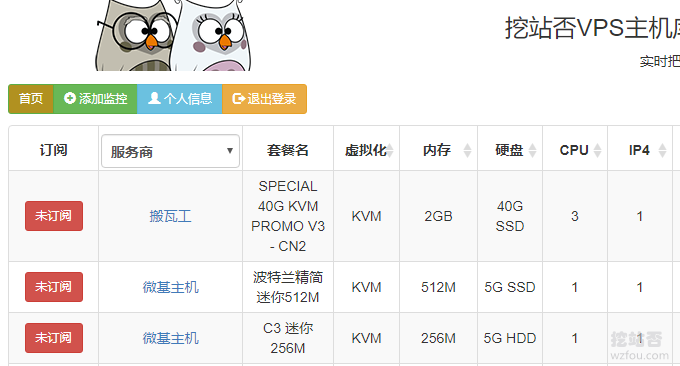 挖站否VPS主机
实时把
首页 添加监控 个人信息 退出登录
订阅 服务商 套餐名 虚拟化 内存 硬盘 CPU IP4
未订阅 搬瓦工 SPECIAL 40G KVM PROMO V3 - CN2 KVM 2GB 40G SSD 3 1
未订阅 微基主机 波特兰精简迷你512M KVM 512M 5G SSD 1 1
未订阅 微基主机 C3 迷你 256M KVM 256M 5G HDD 1 1
挖站否
wzfou.com